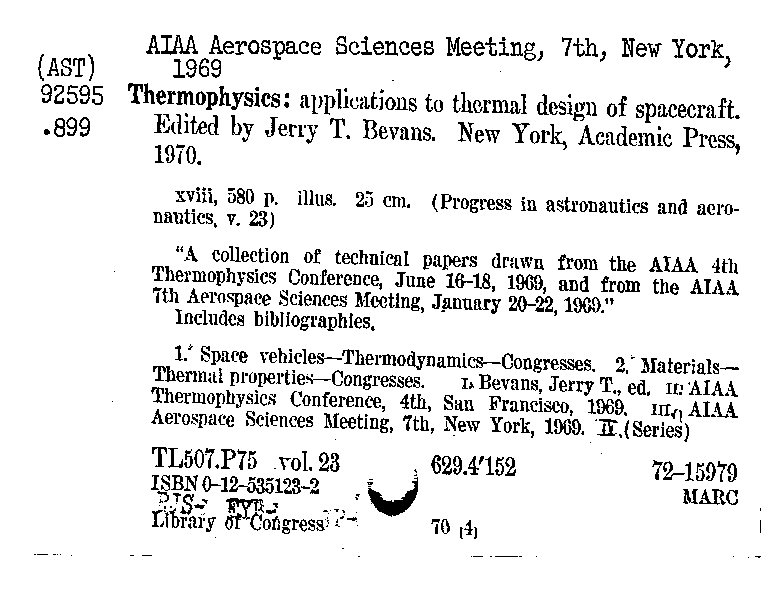 AIAA Aerospace Sciences Meeting, 7th, New York,
(AST) 1969
92595 Thermophysics: applications to thermal design of spacecraft.
.899 Edited by Jerry T. Bevans. New York, Academic Press,
1970.
xviii, 580 p. illus. 25 cm. (Progress in astronautics and aero-
nautics, v. 23)
"A collection of technical papers drawn from the AIAA 4th
Thermophysics Conference, June 16-18, 1969, and from the AIAA
7th Aerospace Sciences Meeting, January 20-22, 1969."
Includes bibliographies.
1. Space vehicles—Thermodynamics—Congresses. 2. Materials—
Thermal properties—Congresses. I. Bevans, Jerry T., ed. II. AIAA
Thermophysics Conference, 4th, San Francisco, 1969. III. AIAA
Aerospace Sciences Meeting, 7th, New York, 1969. II. (Series)
TL507.P75 vol. 23 629.4'152 72-15979
ISBN 0-12-535123-2 MARC
Library of Congress 70 [4]